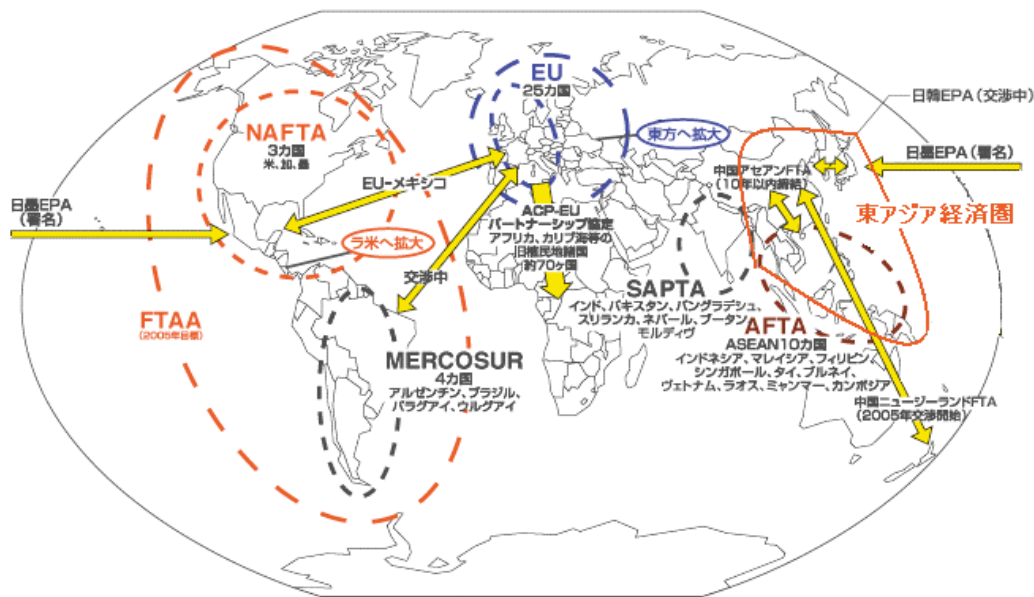 EU
25カ国
東方へ拡大
日韓EPA(交渉中)
NAFTA
3カ国
米、加、墨
中国アセアンFTA
(10年以内締結)
日墨EPA(署名)
EU-メキシコ
日墨EPA
(署名)
東アジア経済圏
ACP-EU
パートナーシップ協定
アフリカ、カリブ海等の
旧植民地諸国
約70ヶ国
ラ米へ拡大
交渉中
SAPTA
インド、パキスタン、バングラデシュ、
スリランカ、ネパール、ブータン
モルディヴ
FTAA
(2005年目標)
AFTA
ASEAN10カ国
インドネシア、マレイシア、フィリピン、
シンガポール、タイ、ブルネイ、
ヴェトナム、ラオス、ミャンマー、カンボジア
MERCOSUR
4カ国
アルゼンチン、ブラジル、
パラグアイ、ウルグアイ
中国ニュージーランドFTA
(2005年交渉開始)